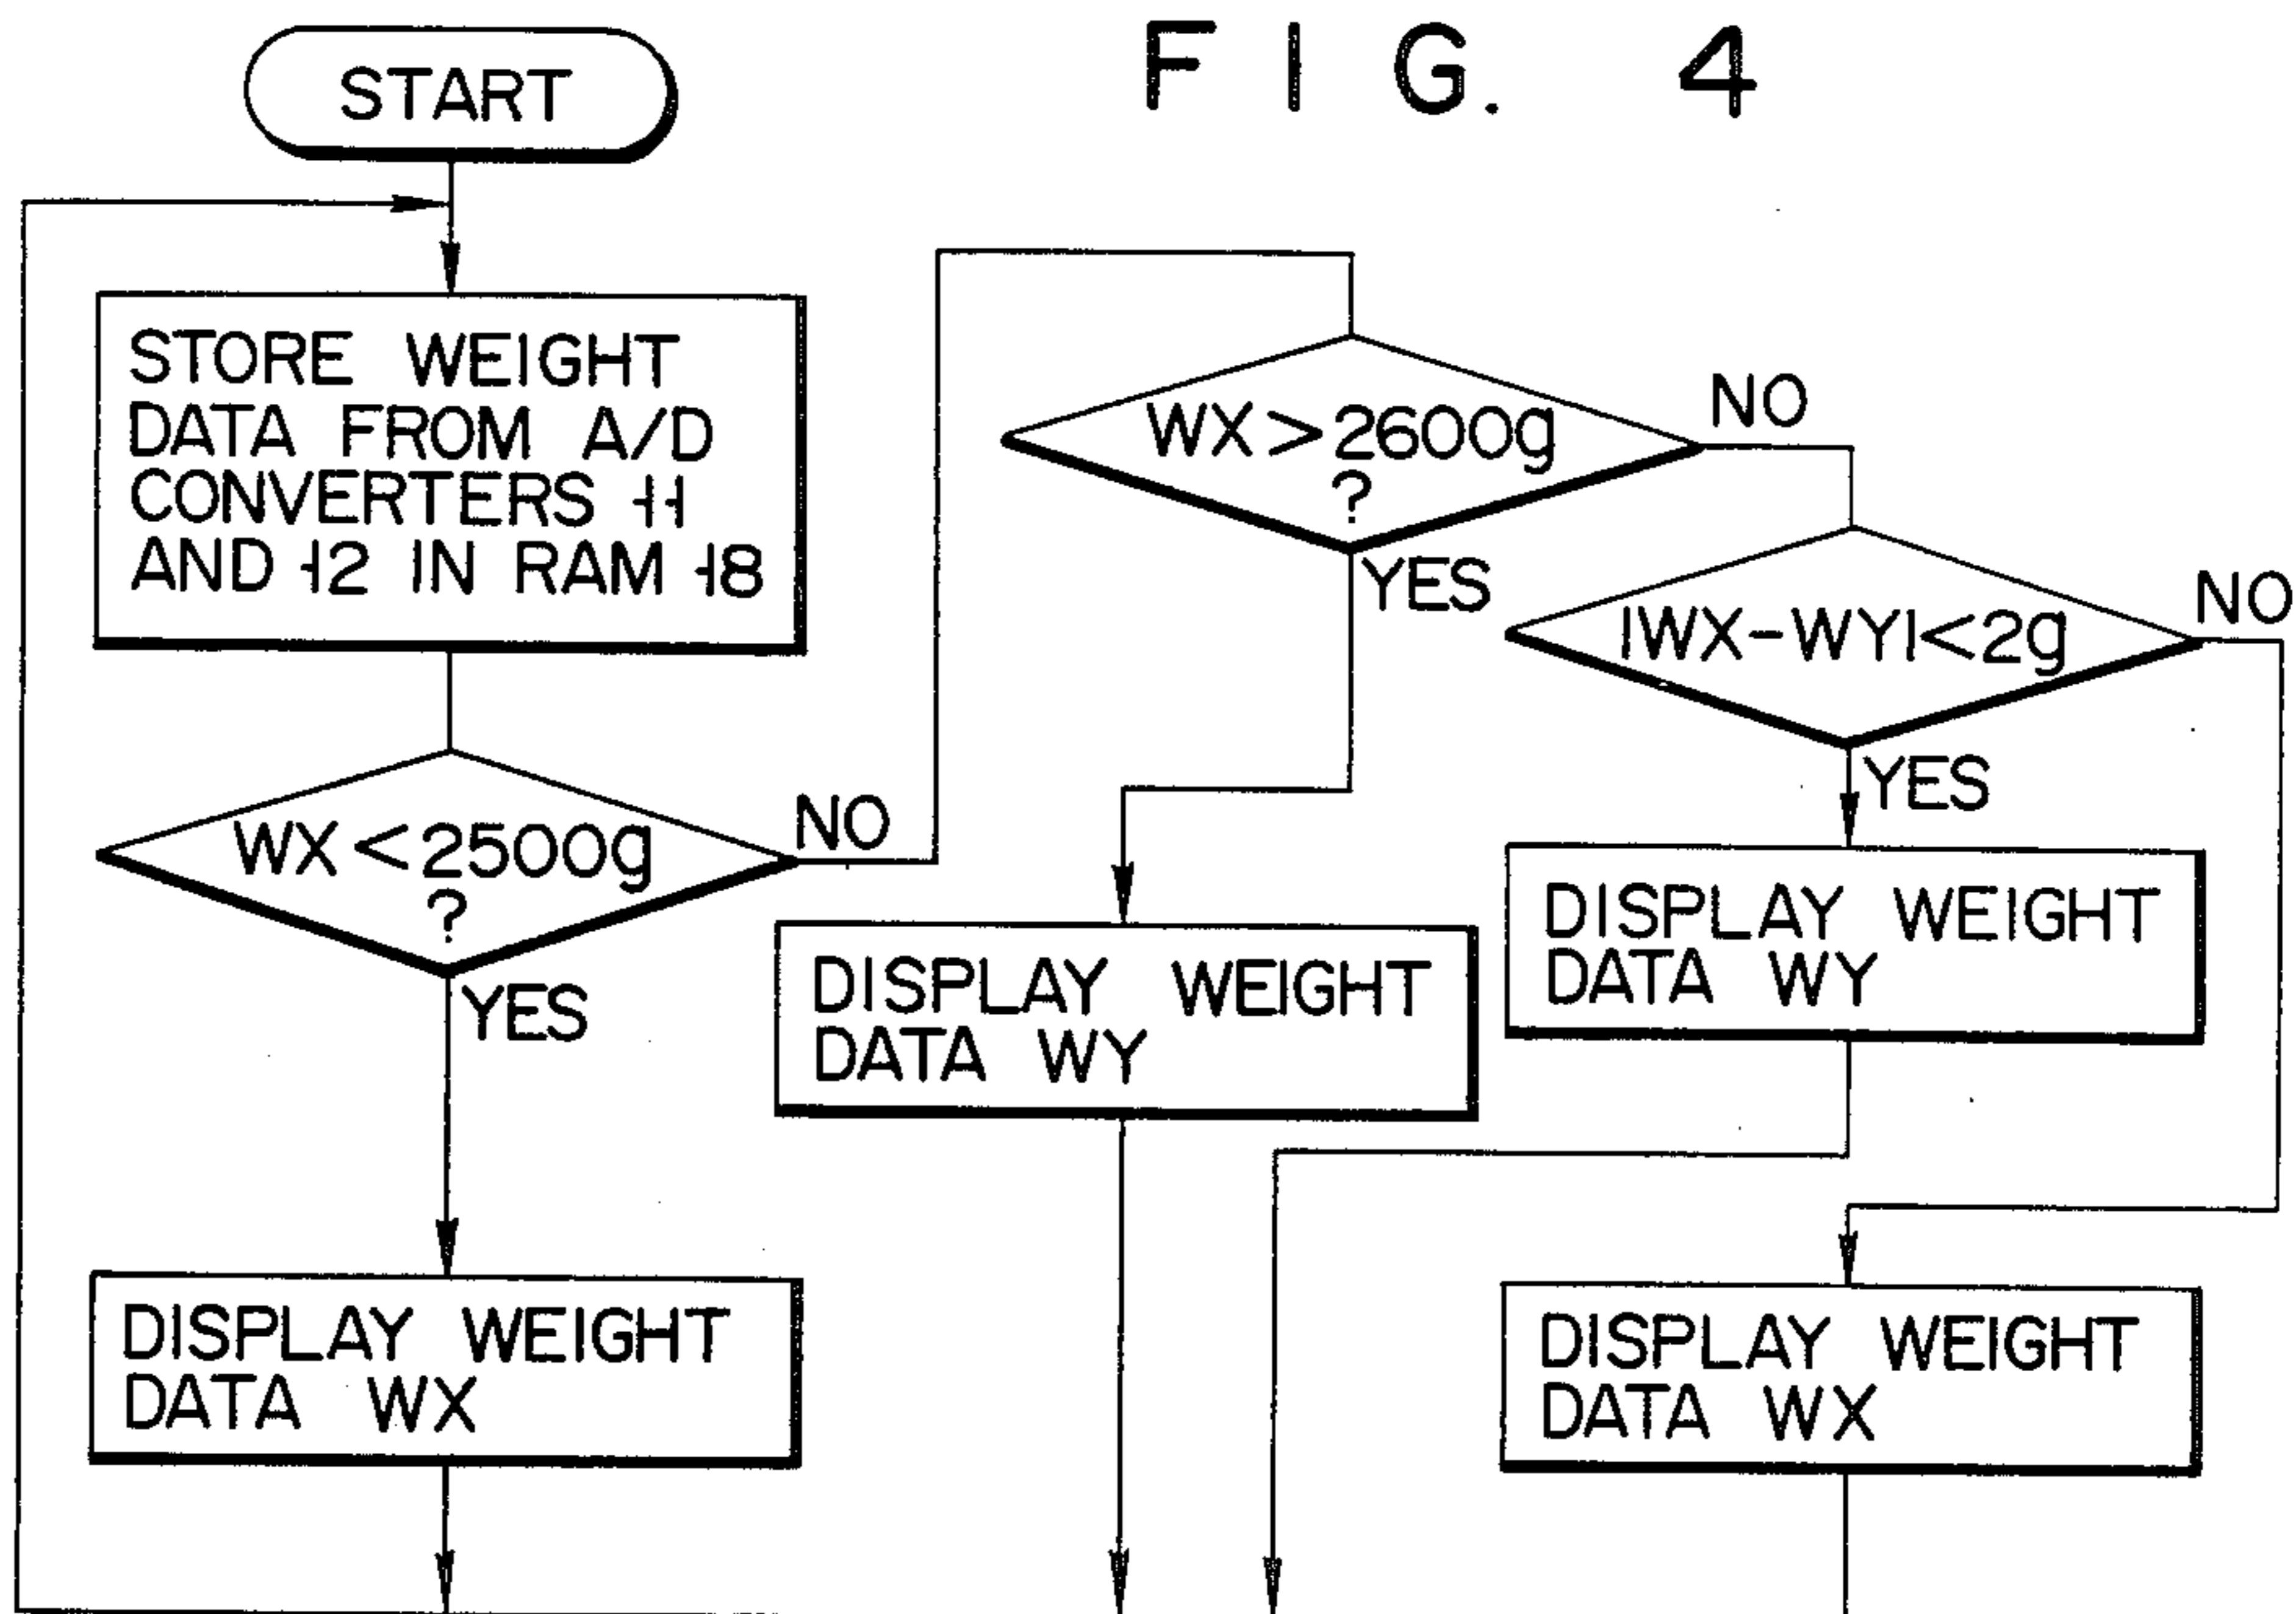 FIG. 4
START
STORE WEIGHT
DATA FROM A/D
CONVERTERS 11
AND 12 IN RAM 18
WX<2500g
?
NO
YES
DISPLAY WEIGHT
DATA WX
WX>2600g
?
NO
YES
DISPLAY WEIGHT
DATA WY
|WX-WY|<2g
NO
YES
DISPLAY WEIGHT
DATA WY
DISPLAY WEIGHT
DATA WX